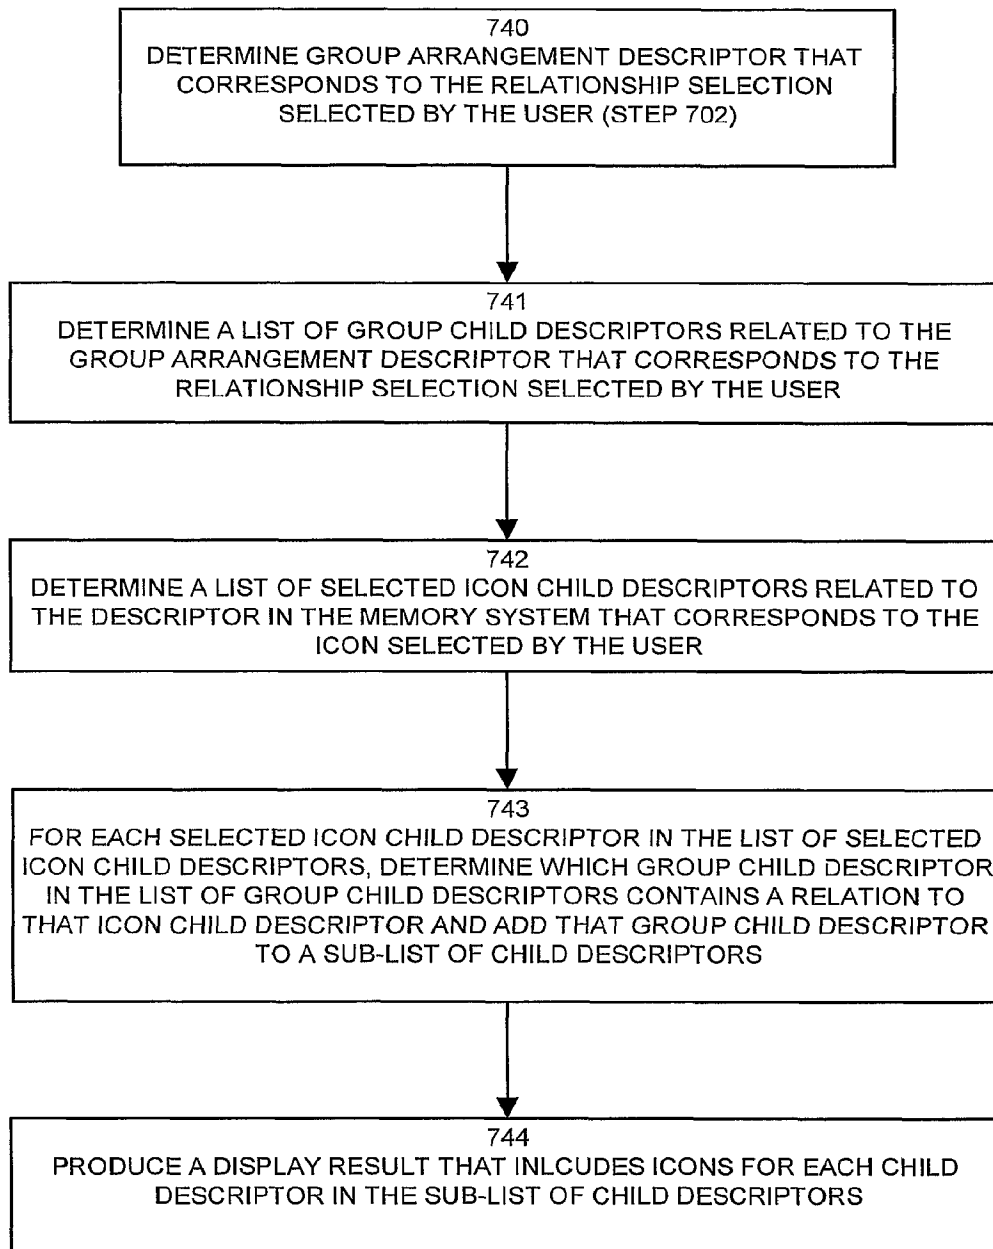 740
DETERMINE GROUP ARRANGEMENT DESCRIPTOR THAT
CORRESPONDS TO THE RELATIONSHIP SELECTION
SELECTED BY THE USER (STEP 702)
741
DETERMINE A LIST OF GROUP CHILD DESCRIPTORS RELATED TO THE
GROUP ARRANGEMENT DESCRIPTOR THAT CORRESPONDS TO THE
RELATIONSHIP SELECTION SELECTED BY THE USER
742
DETERMINE A LIST OF SELECTED ICON CHILD DESCRIPTORS RELATED TO
THE DESCRIPTOR IN THE MEMORY SYSTEM THAT CORRESPONDS TO THE
ICON SELECTED BY THE USER
743
FOR EACH SELECTED ICON CHILD DESCRIPTOR IN THE LIST OF SELECTED
ICON CHILD DESCRIPTORS, DETERMINE WHICH GROUP CHILD DESCRIPTOR
IN THE LIST OF GROUP CHILD DESCRIPTORS CONTAINS A RELATION TO
THAT ICON CHILD DESCRIPTOR AND ADD THAT GROUP CHILD DESCRIPTOR
TO A SUB-LIST OF CHILD DESCRIPTORS
744
PRODUCE A DISPLAY RESULT THAT INLCUDES ICONS FOR EACH CHILD
DESCRIPTOR IN THE SUB-LIST OF CHILD DESCRIPTORS